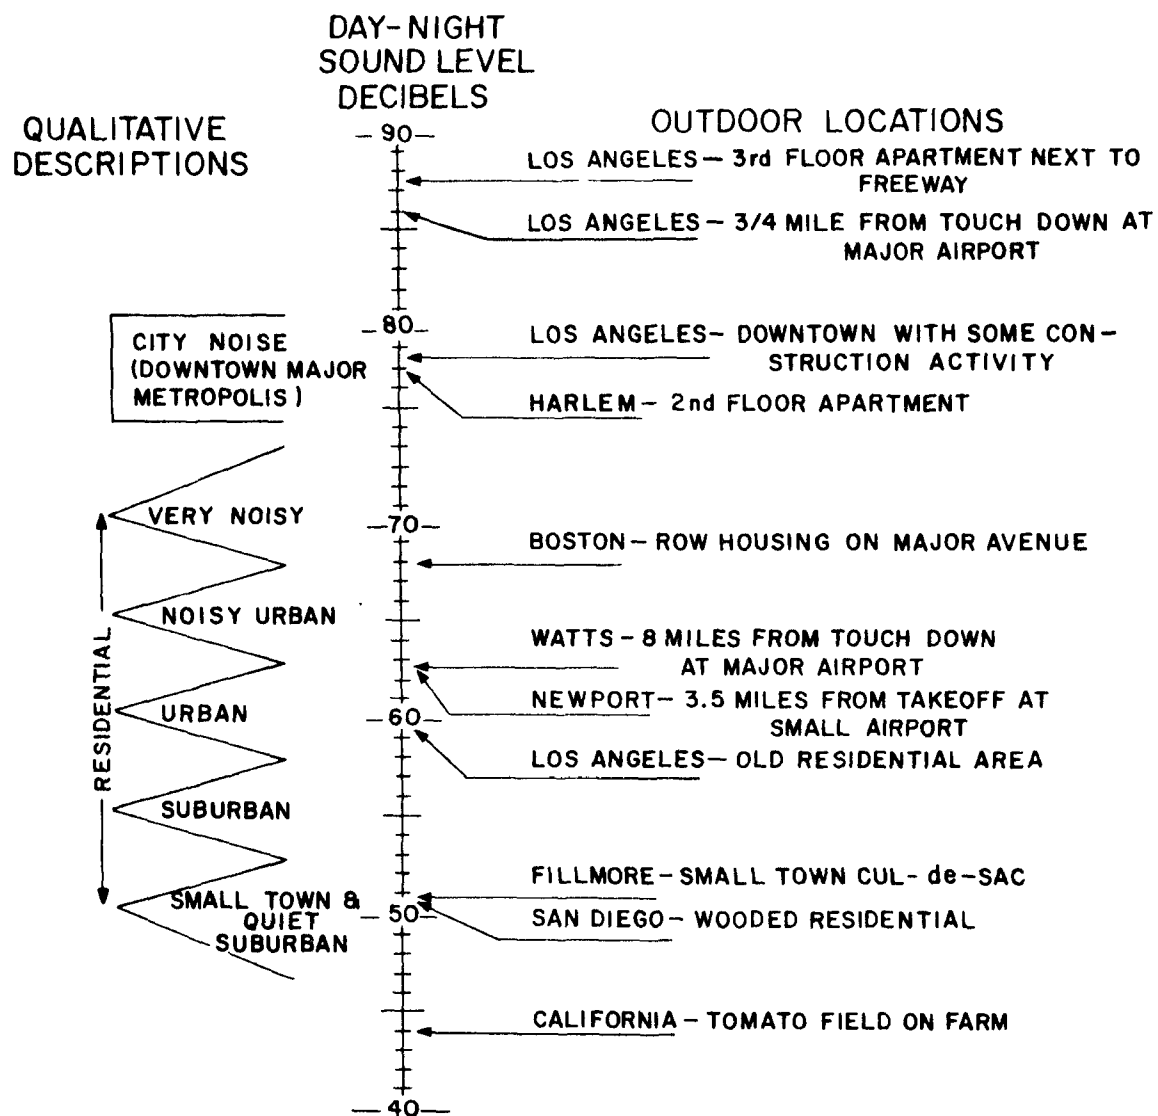 DAY-NIGHT
SOUND LEVEL
DECIBELS
QUALITATIVE
DESCRIPTIONS
OUTDOOR LOCATIONS
—90—
LOS ANGELES — 3rd FLOOR APARTMENT NEXT TO
FREEWAY
LOS ANGELES — 3/4 MILE FROM TOUCH DOWN AT
MAJOR AIRPORT
—80—
CITY NOISE
(DOWNTOWN MAJOR
METROPOLIS)
LOS ANGELES — DOWNTOWN WITH SOME CON-
STRUCTION ACTIVITY
HARLEM — 2nd FLOOR APARTMENT
RESIDENTIAL
VERY NOISY
—70—
BOSTON — ROW HOUSING ON MAJOR AVENUE
NOISY URBAN
WATTS — 8 MILES FROM TOUCH DOWN
AT MAJOR AIRPORT
URBAN
NEWPORT — 3.5 MILES FROM TAKEOFF AT
SMALL AIRPORT
—60—
LOS ANGELES — OLD RESIDENTIAL AREA
SUBURBAN
FILLMORE — SMALL TOWN CUL-de-SAC
SMALL TOWN &
QUIET
SUBURBAN
—50—
SAN DIEGO — WOODED RESIDENTIAL
CALIFORNIA — TOMATO FIELD ON FARM
—40—